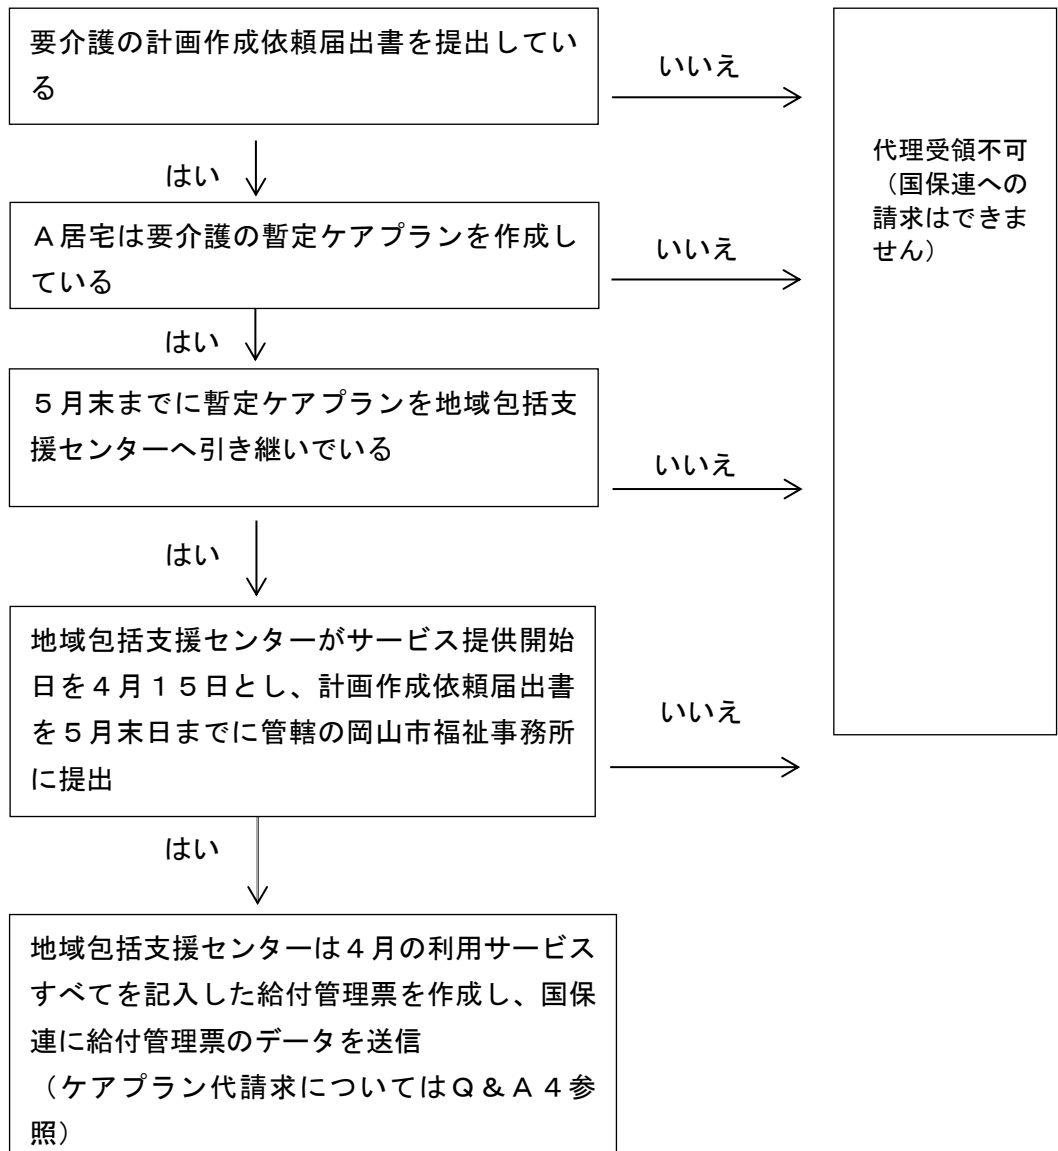 要介護の計画作成依頼届出書を提出してい
る
いいえ
はい
代理受領不可
（国保連への
請求はできま
せん）
Ａ居宅は要介護の暫定ケアプランを作成し
ている
いいえ
はい
５月末までに暫定ケアプランを地域包括支
援センターへ引き継いでいる
いいえ
はい
地域包括支援センターがサービス提供開始
日を４月１５日とし、計画作成依頼届出書
を５月末日までに管轄の岡山市福祉事務所
に提出
いいえ
はい
地域包括支援センターは４月の利用サービス
すべてを記入した給付管理票を作成し、国保
連に給付管理票のデータを送信
（ケアプラン代請求についてはＱ＆Ａ４参
照）